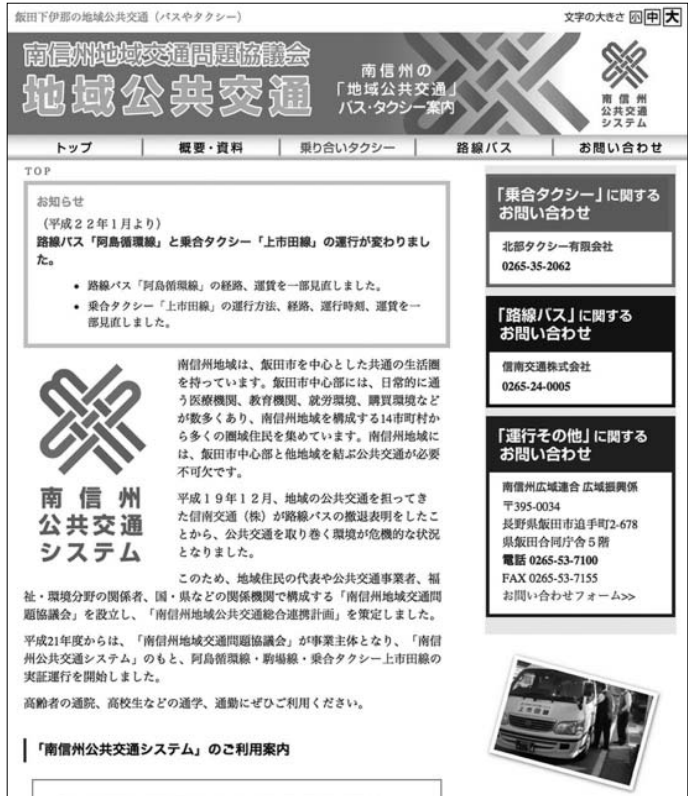 飯田下伊那の地域公共交通（バスやタクシー）
文字の大きさ 小 中 大
南信州地域交通問題協議会
地域公共交通
南信州の
「地域公共交通」
バス・タクシー案内
南信州
公共交通
システム
トップ
概要・資料
乗り合いタクシー
路線バス
お問い合わせ
TOP
お知らせ
（平成２２年１月より）
路線バス「阿島循環線」と乗合タクシー「上市田線」の運行が変わりまし
た。
• 路線バス「阿島循環線」の経路、運賃を一部見直しました。
• 乗合タクシー「上市田線」の運行方法、経路、運行時刻、運賃を一
部見直しました。
南信州
公共交通
システム
南信州地域は、飯田市を中心とした共通の生活圏
を持っています。飯田市中心部には、日常的に通
う医療機関、教育機関、就労環境、購買環境など
が数多くあり、南信州地域を構成する14市町村か
ら多くの圏域住民を集めています。南信州地域に
は、飯田市中心部と他地域を結ぶ公共交通が必要
不可欠です。
平成１９年１２月、地域の公共交通を担ってき
た信南交通（株）が路線バスの撤退表明をしたこ
とから、公共交通を取り巻く環境が危機的な状況
となりました。
このため、地域住民の代表や公共交通事業者、福
祉・環境分野の関係者、国・県などの関係機関で構成する「南信州地域交通問
題協議会」を設立し、「南信州地域公共交通総合連携計画」を策定しました。
平成21年度からは、「南信州地域交通問題協議会」が事業主体となり、「南信
州公共交通システム」のもと、阿島循環線・駒場線・乗合タクシー上市田線の
実証運行を開始しました。
高齢者の通院、高校生などの通学、通勤にぜひご利用ください。
「南信州公共交通システム」のご利用案内
「乗合タクシー」に関する
お問い合わせ
北部タクシー有限会社
0265-35-2062
「路線バス」に関する
お問い合わせ
信南交通株式会社
0265-24-0005
「運行その他」に関する
お問い合わせ
南信州広域連合 広域振興係
〒395-0034
長野県飯田市追手町2-678
県飯田合同庁舎５階
電話 0265-53-7100
FAX 0265-53-7155
お問い合わせフォーム>>